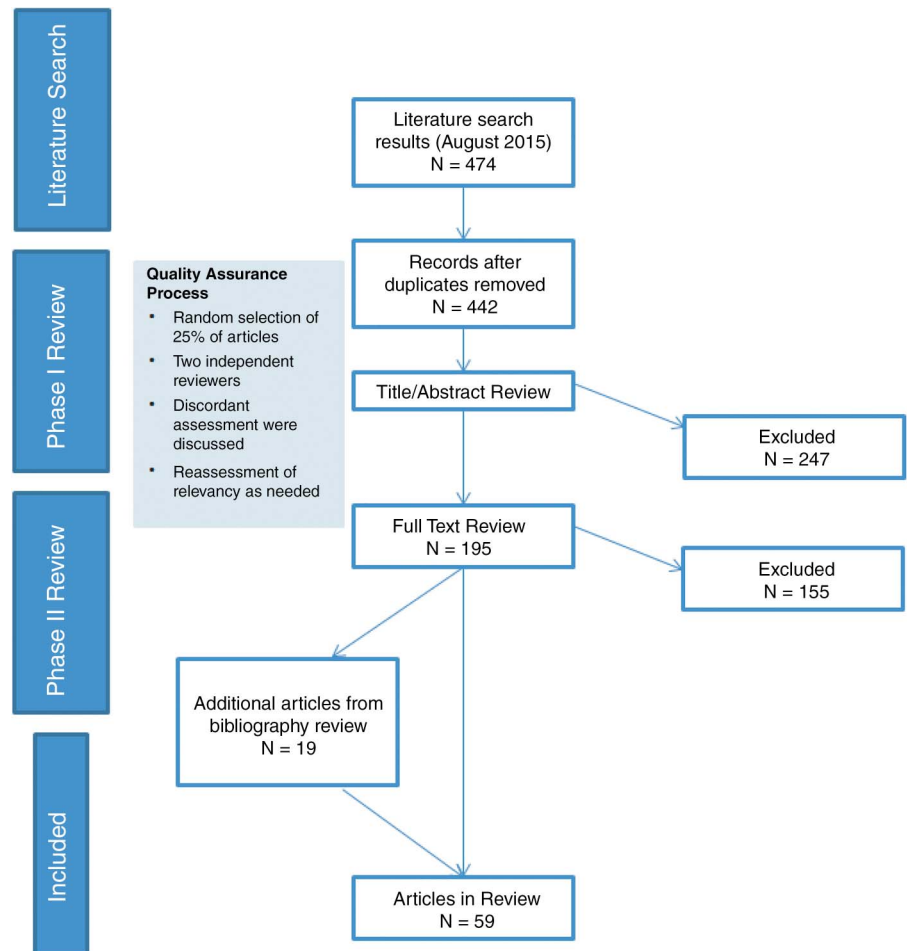 Literature Search
Literature search
results (August 2015)
N = 474
Phase I Review
Records after
duplicates removed
N = 442
Quality Assurance
Process
▪ Random selection of
25% of articles
▪ Two independent
reviewers
▪ Discordant
assessment were
discussed
▪ Reassessment of
relevancy as needed
Title/Abstract Review
Excluded
N = 247
Phase II Review
Full Text Review
N = 195
Excluded
N = 155
Additional articles from
bibliography review
N = 19
Included
Articles in Review
N = 59